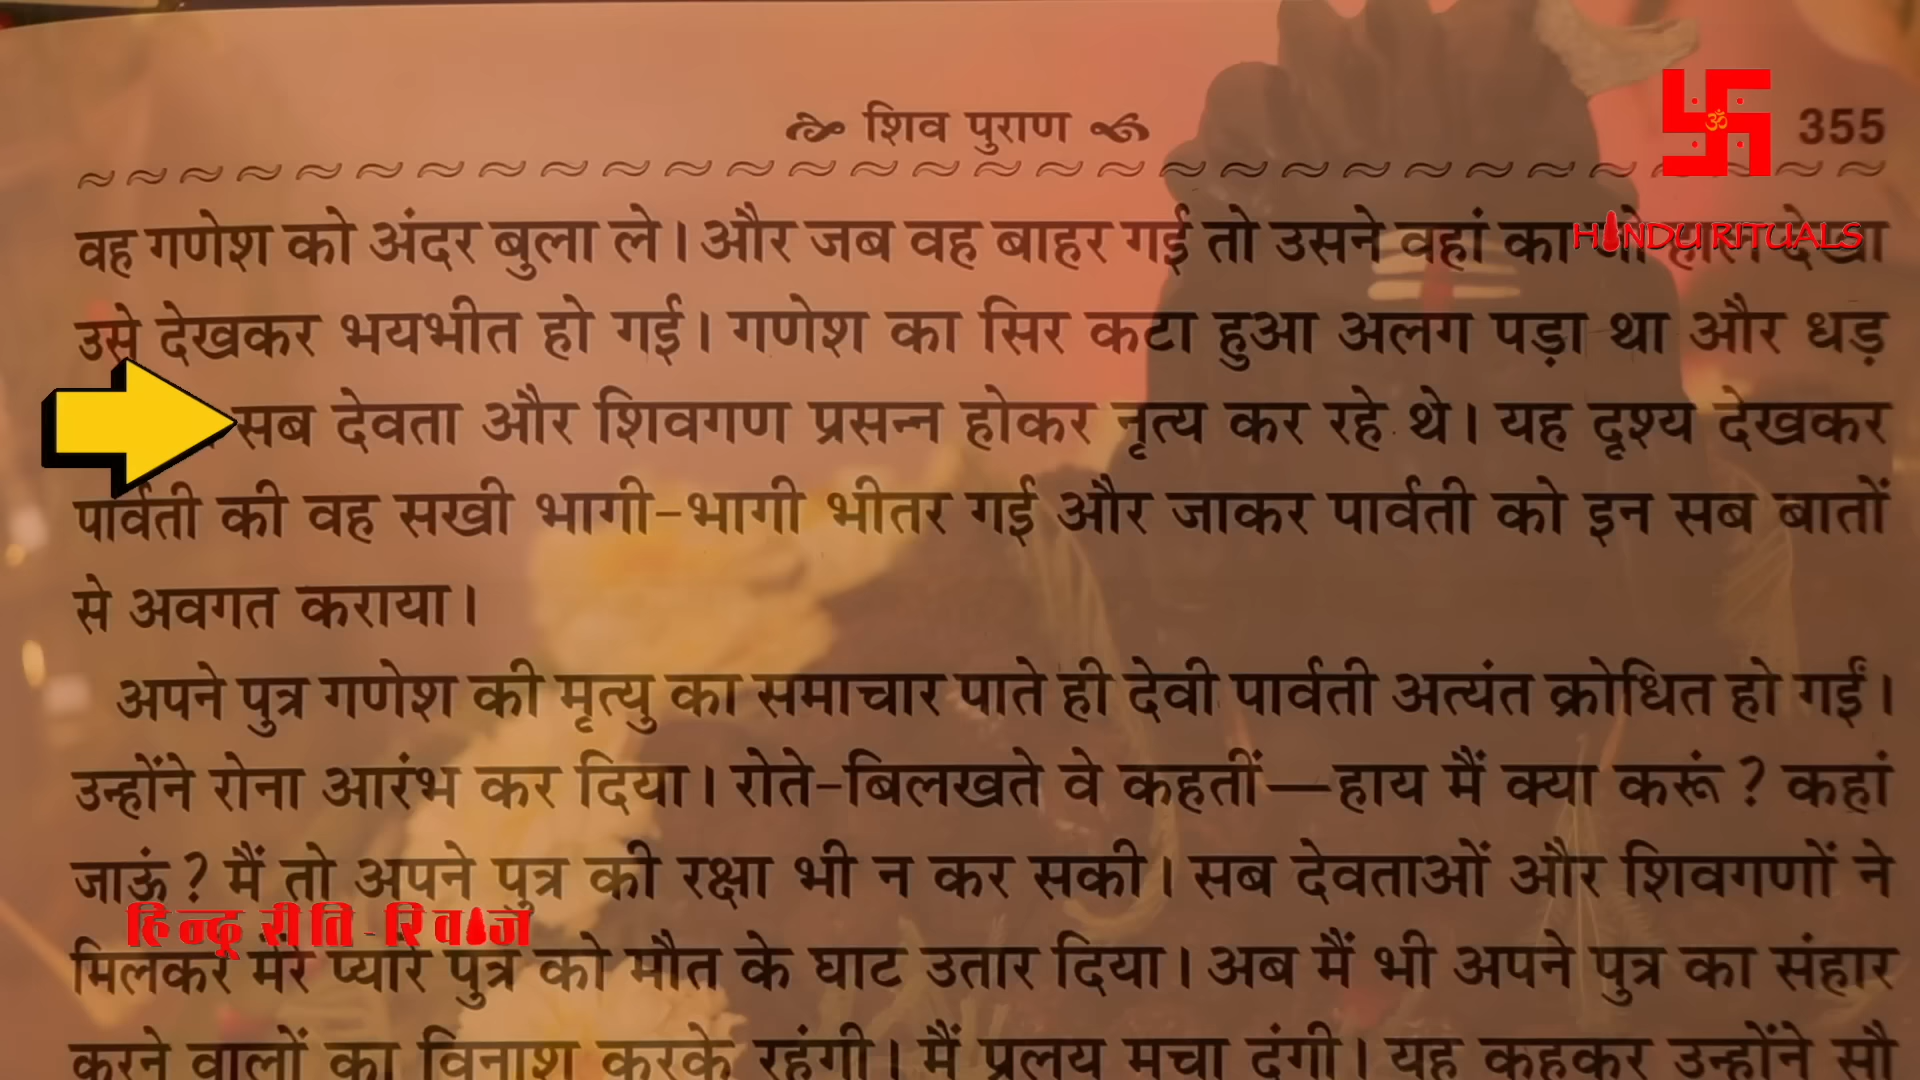 शिव पुराण
355
HINDU RITUALS
वह गणेश को अंदर बुला ले। और जब वह बाहर गई तो उसने वहां का देखा
उसे देखकर भयभीत हो गई। गणेश का सिर कटा हुआ अलग पड़ा था और धड़
सब देवता और शिवगण प्रसन्न होकर नृत्य कर रहे थे। यह दृश्य देखकर
पार्वती की वह सखी भागी-भागी भीतर गई और जाकर पार्वती को इन सब बातों
से अवगत कराया।
अपने पुत्र गणेश की मृत्यु का समाचार पाते ही देवी पार्वती अत्यंत क्रोधित हो गईं।
उन्होंने रोना आरंभ कर दिया। रोते-बिलखते वे कहतीं—हाय मैं क्या करूं? कहां
जाऊं? मैं तो अपने पुत्र की रक्षा भी न कर सकी। सब देवताओं और शिवगणों ने
हिन्दू रीति-रिवाज
मिलकर मेरे प्यारे पुत्र को मौत के घाट उतार दिया। अब मैं भी अपने पुत्र का संहार
करने वालों का विनाश करके रहूंगी। मैं प्रलय मचा दूंगी। यह कहकर उन्होंने सौ